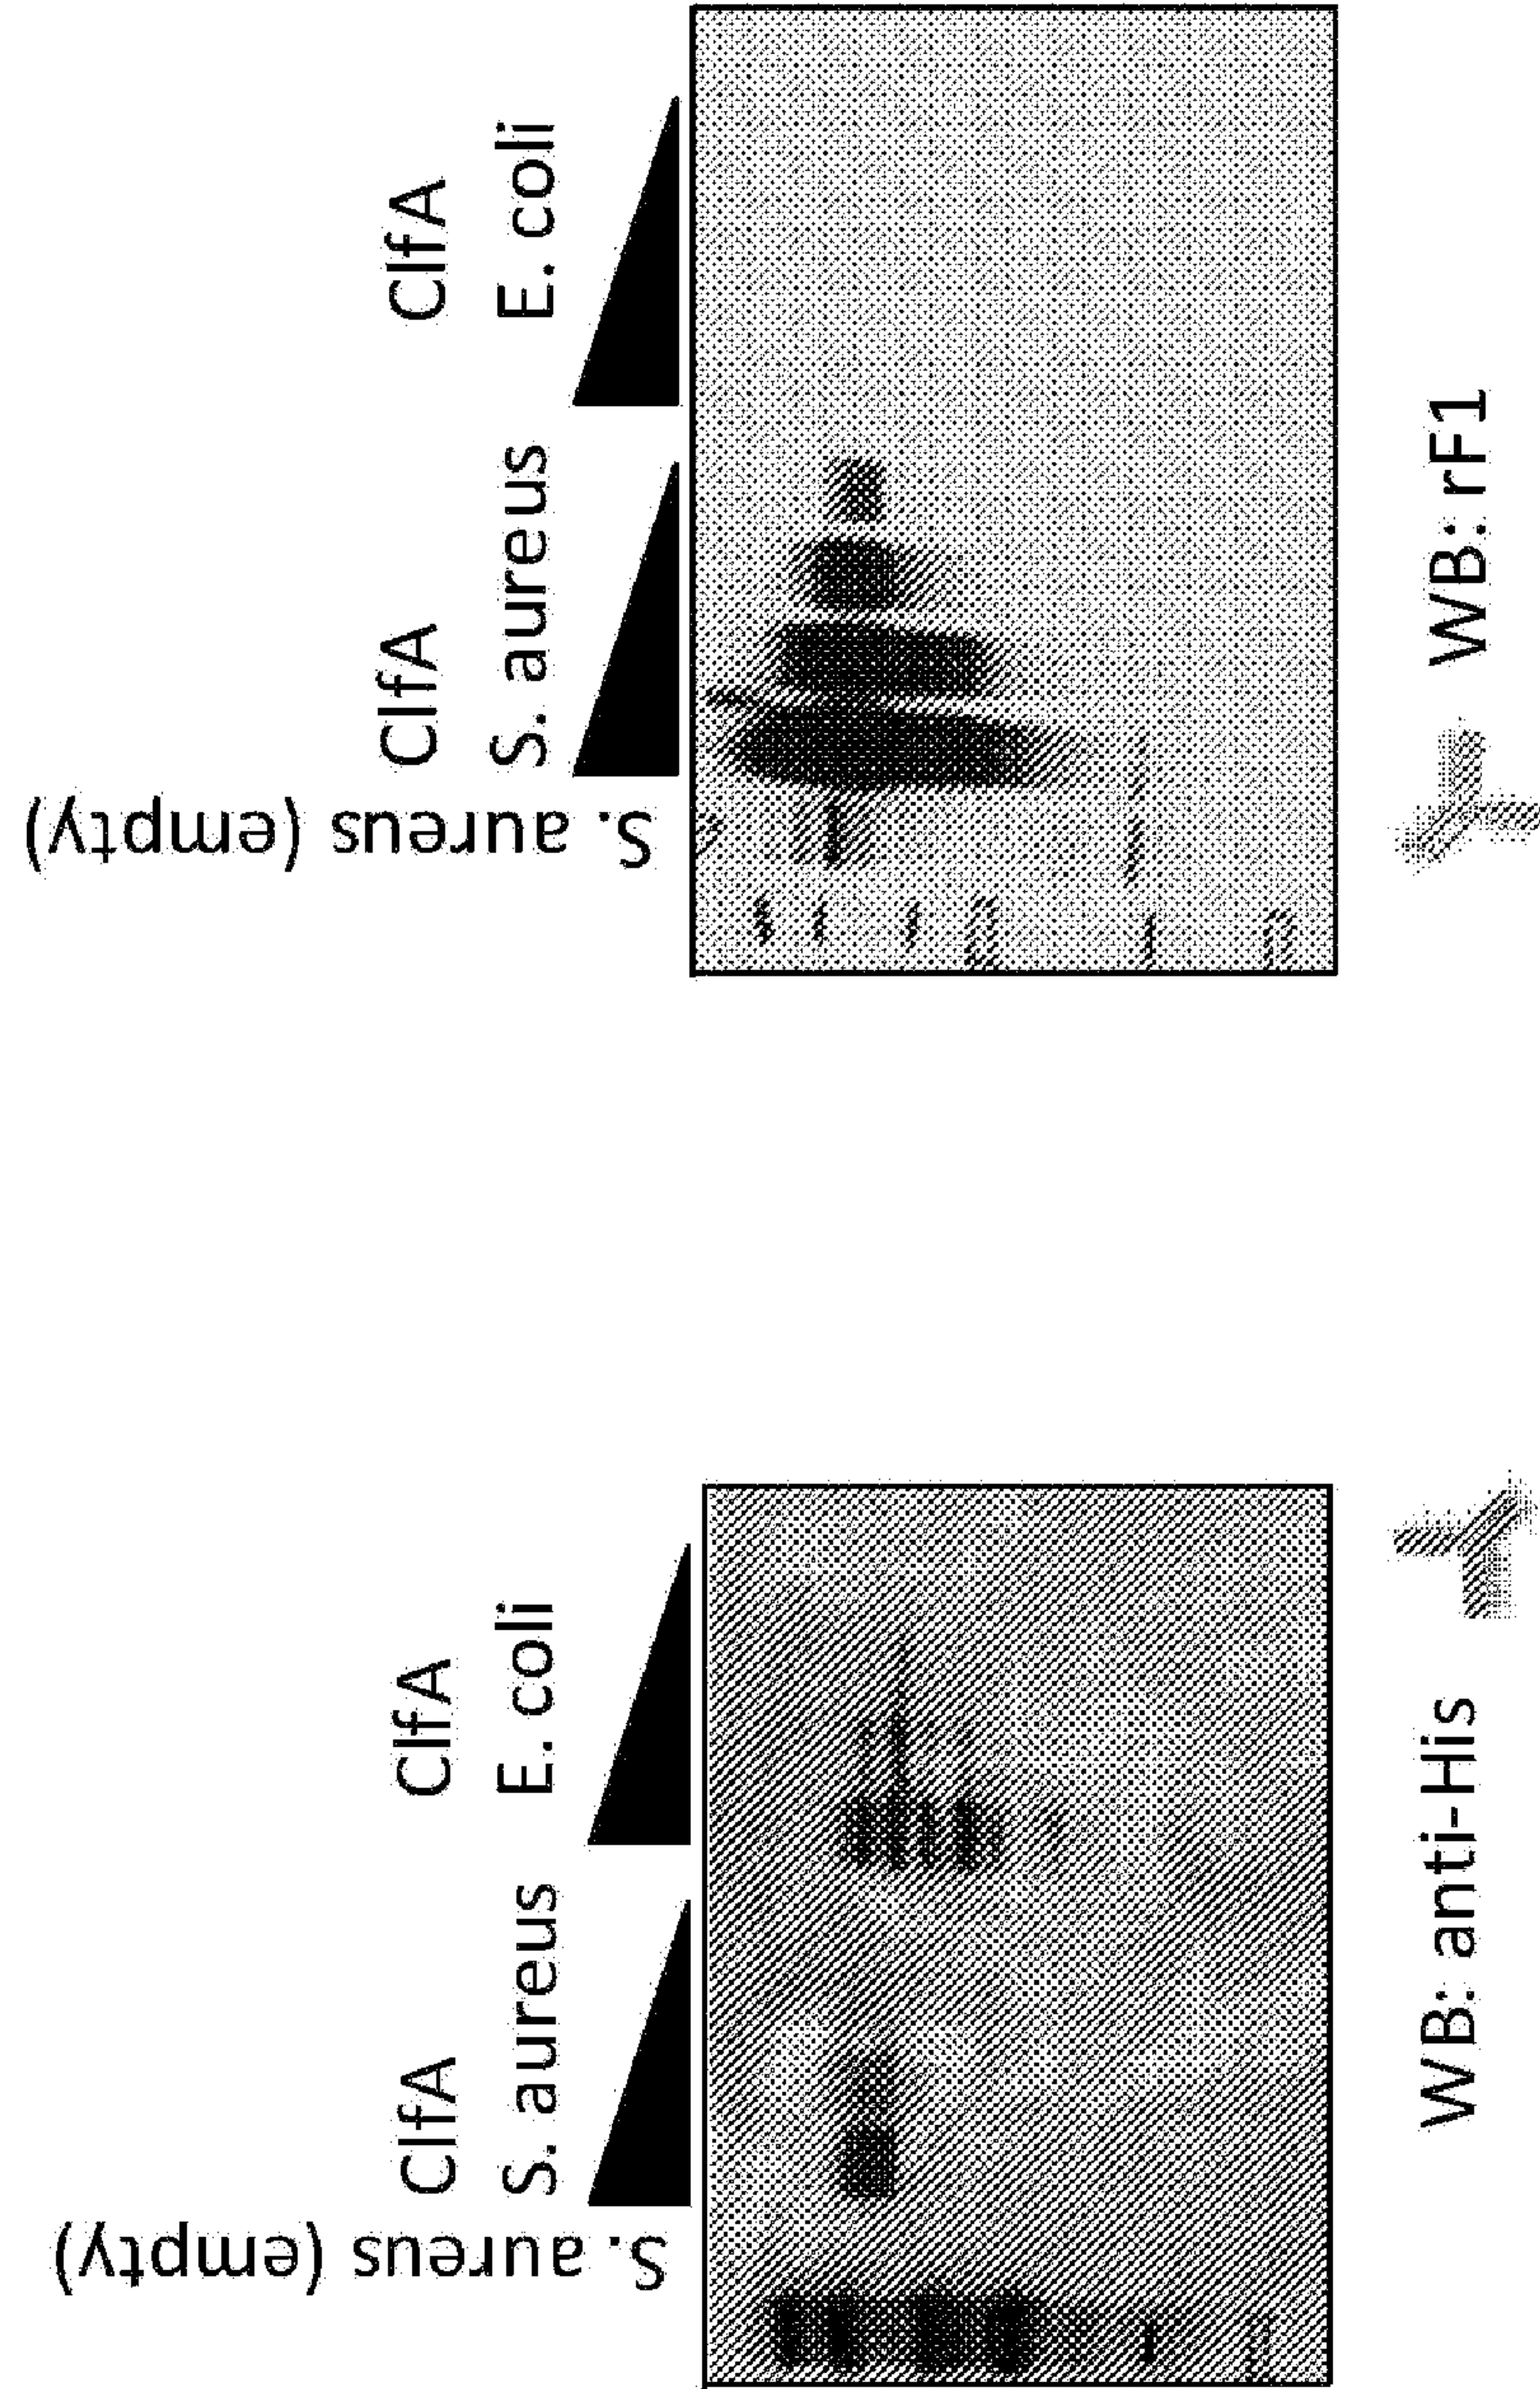 S. aureus (empty)
ClfA
S. aureus
ClfA
E. coli
WB: anti-His
S. aureus (empty)
ClfA
S. aureus
ClfA
E. coli
WB: rF1